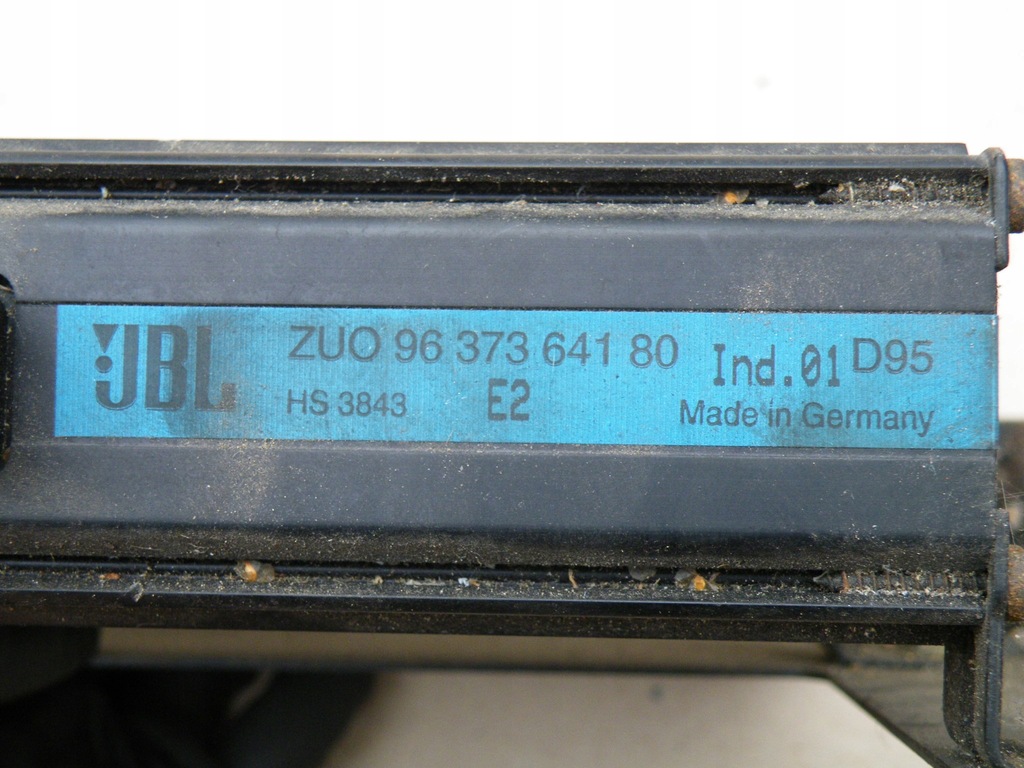 JBL ZUO 96 373 641 80 Ind.01 D95
HS 3843 E2 Made in Germany